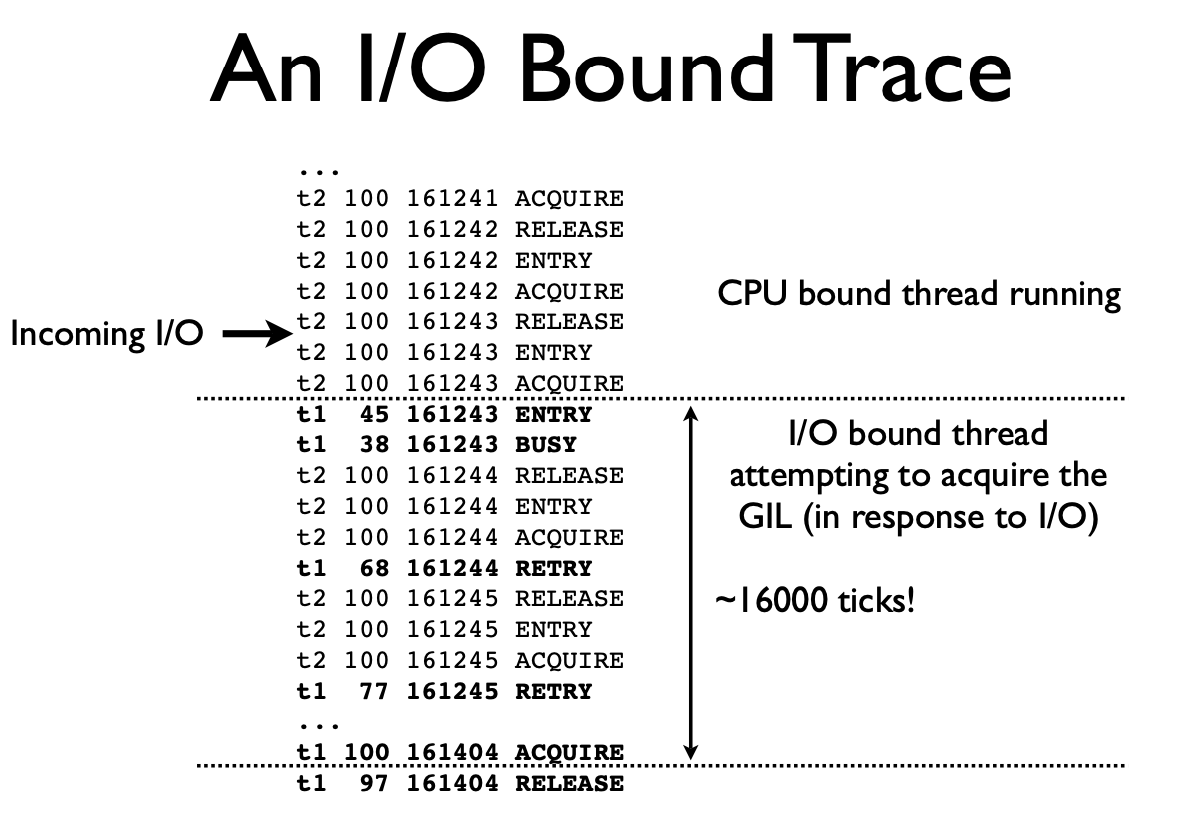 An I/O Bound Trace
...
t2 100 161241 ACQUIRE
t2 100 161242 RELEASE
t2 100 161242 ENTRY
t2 100 161242 ACQUIRE
CPU bound thread running
Incoming I/O
t2 100 161243 RELEASE
t2 100 161243 ENTRY
t2 100 161243 ACQUIRE
t1 45 161243 ENTRY
t1 38 161243 BUSY
t2 100 161244 RELEASE
t2 100 161244 ENTRY
t2 100 161244 ACQUIRE
t1 68 161244 RETRY
t2 100 161245 RELEASE
t2 100 161245 ENTRY
t2 100 161245 ACQUIRE
t1 77 161245 RETRY
...
t1 100 161404 ACQUIRE
t1 97 161404 RELEASE
I/O bound thread
attempting to acquire the
GIL (in response to I/O)
~16000 ticks!